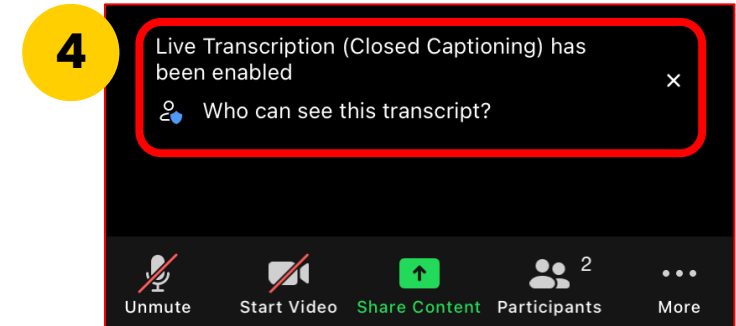 4
Live Transcription (Closed Captioning) has
been enabled
Who can see this transcript?
2
Unmute Start Video Share Content Participants More